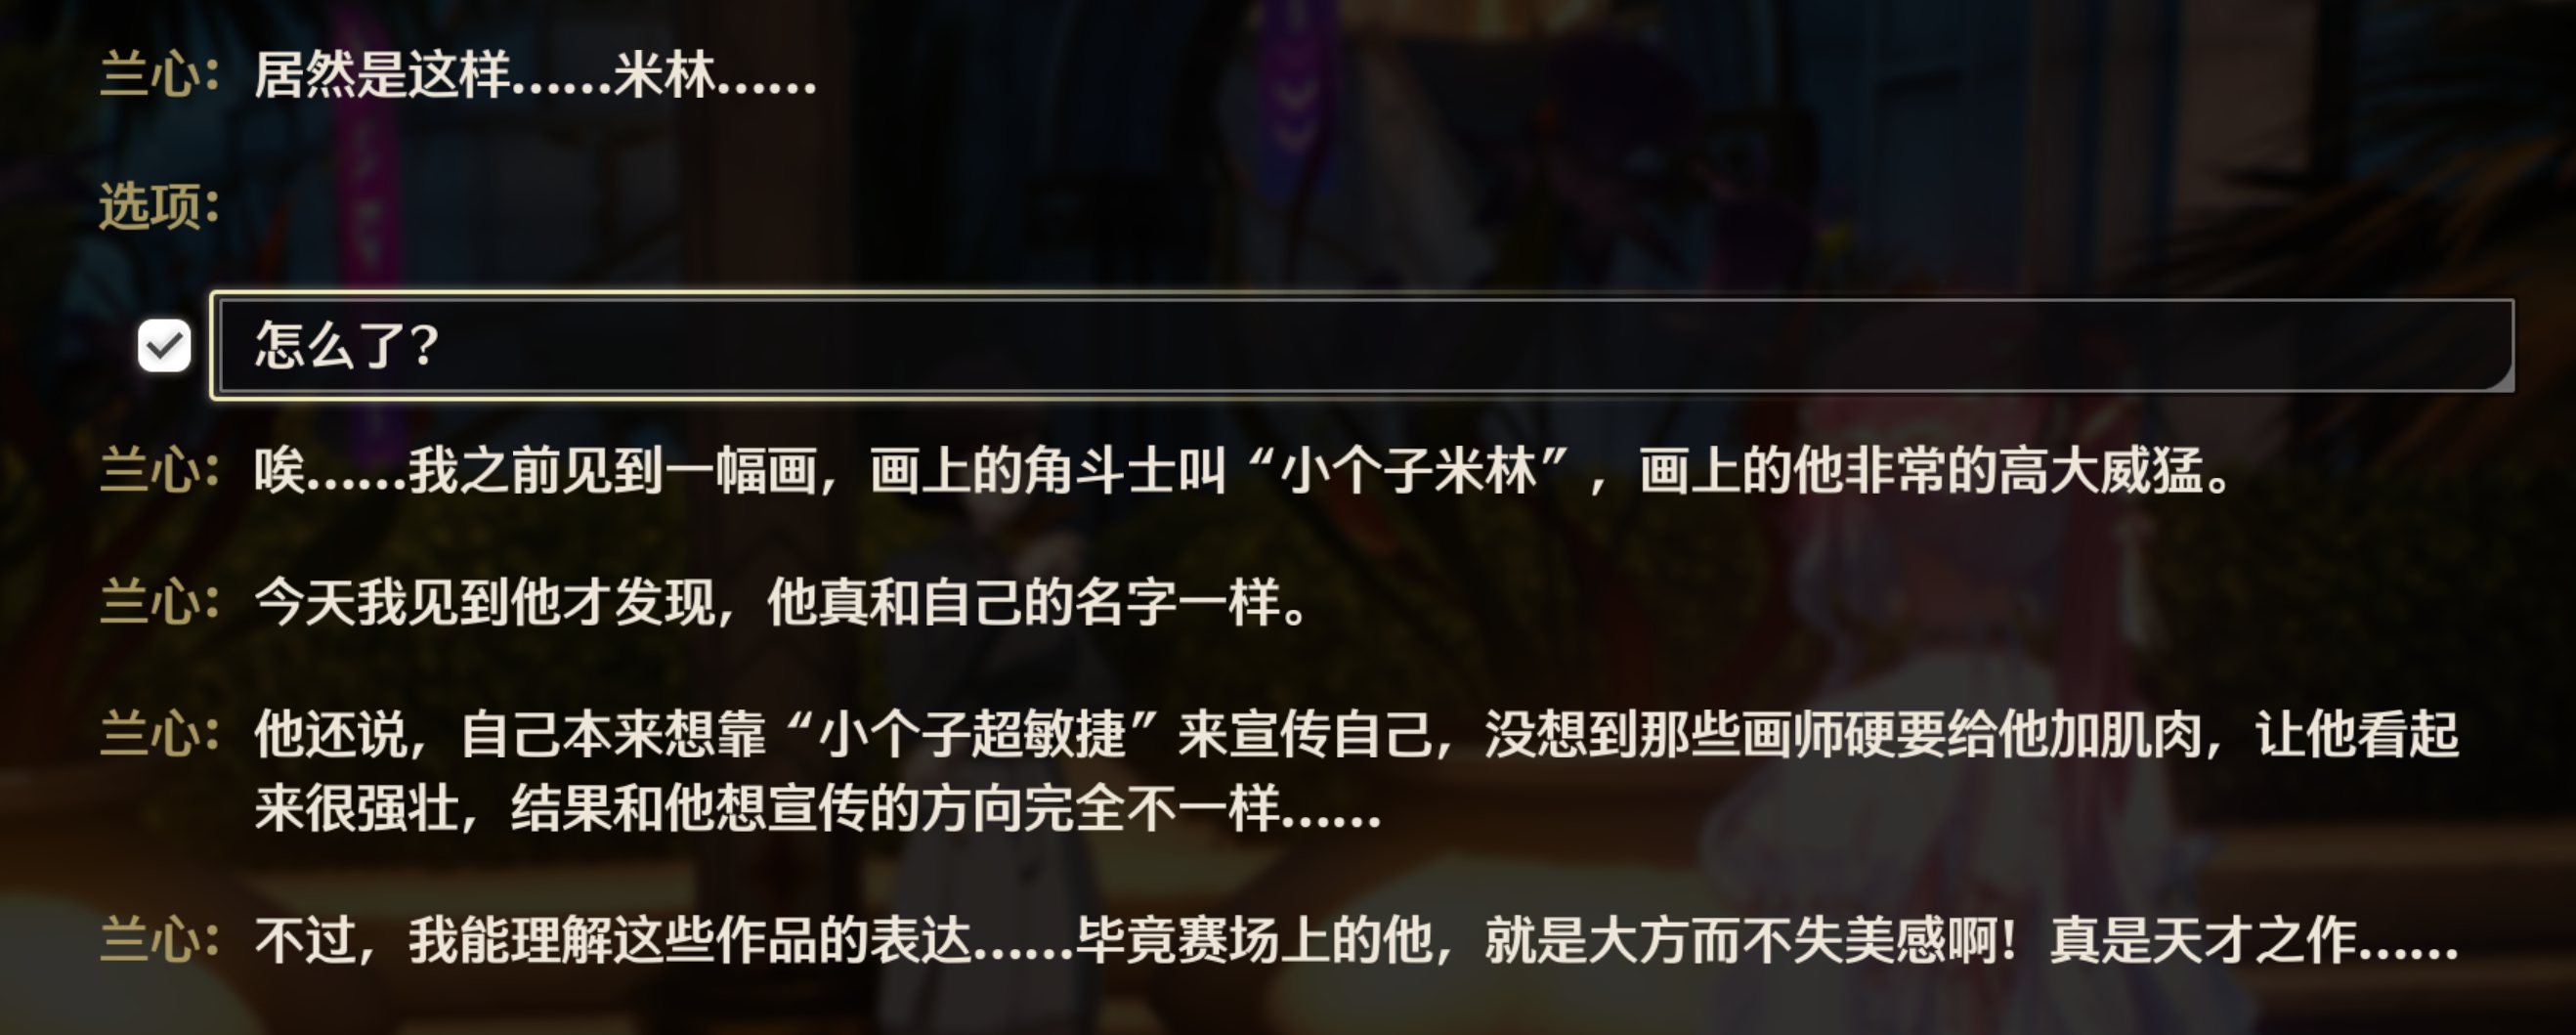 兰心：居然是这样……米林……
选项：
怎么了？
兰心：唉……我之前见到一幅画，画上的角斗士叫“小个子米林”，画上的他非常的高大威猛。
兰心：今天我见到他才发现，他真和自己的名字一样。
兰心：他还说，自己本来想靠“小个子超敏捷”来宣传自己，没想到那些画师硬要给他加肌肉，让他看起
来很强壮，结果和他想宣传的方向完全不一样……
兰心：不过，我能理解这些作品的表达……毕竟赛场上的他，就是大方而不失美感啊！真是天才之作……